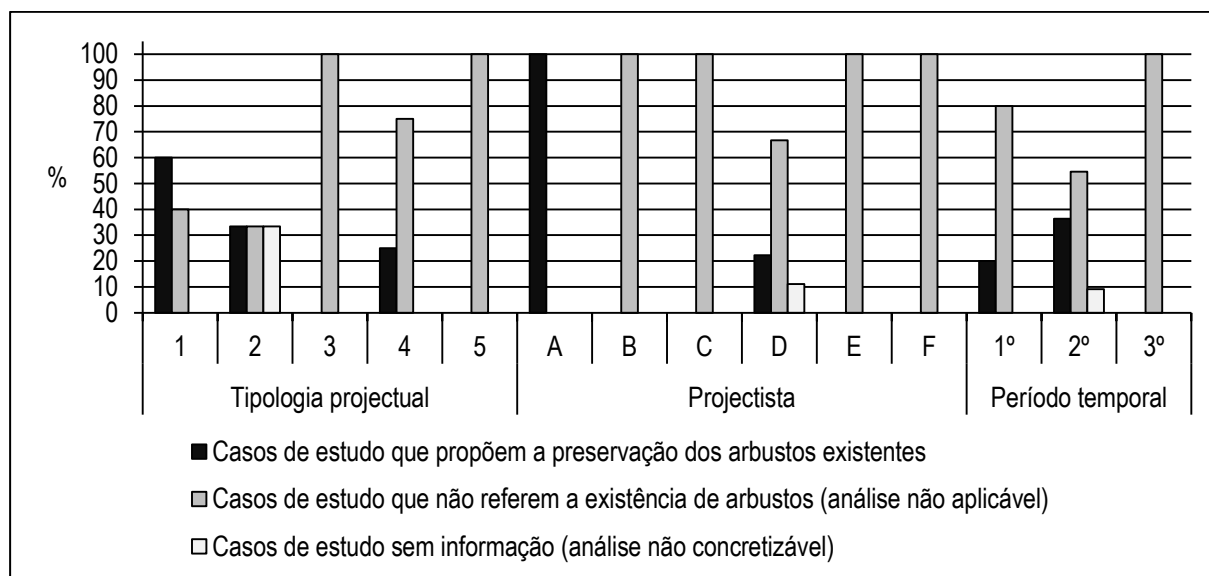 100
90
80
70
60
50
40
30
20
10
0
%
1 2 3 4 5 A B C D E F 1º 2º 3º
Tipologia projectual Projectista Período temporal
Casos de estudo que propõem a preservação dos arbustos existentes
Casos de estudo que não referem a existência de arbustos (análise não aplicável)
Casos de estudo sem informação (análise não concretizável)